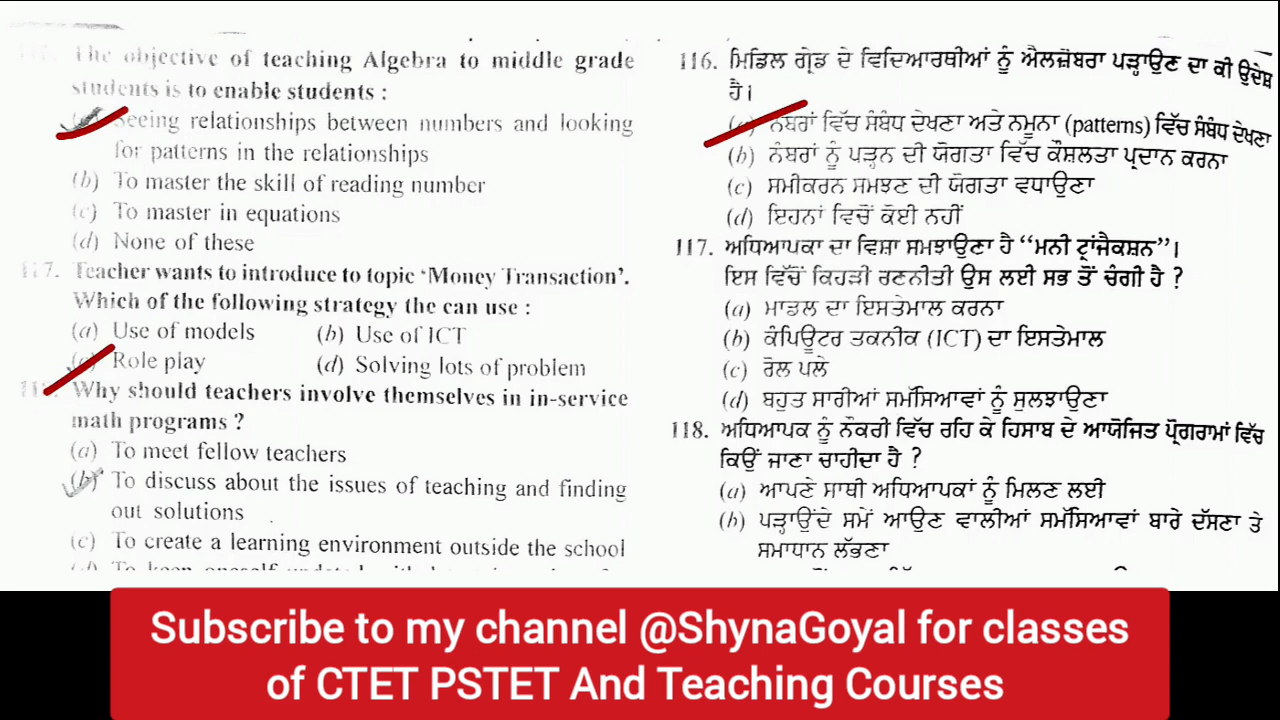 The objective of teaching Algebra to middle grade
students is to enable students :
Seeing relationships between numbers and looking
for patterns in the relationships
(b) To master the skill of reading number
(c) To master in equations
(d) None of these
117. Teacher wants to introduce to topic ‘Money Transaction’.
Which of the following strategy the can use :
(a) Use of models (b) Use of ICT
Role play (d) Solving lots of problem
Why should teachers involve themselves in in-service
math programs ?
(a) To meet fellow teachers
(b) To discuss about the issues of teaching and finding
out solutions
(c) To create a learning environment outside the school
116. ਮਿਡਿਲ ਗ੍ਰੇਡ ਦੇ ਵਿਦਿਆਰਥੀਆਂ ਨੂੰ ਐਲਜ਼ੇਬਰਾ ਪੜ੍ਹਾਉਣ ਦਾ ਕੀ ਉਦੇਸ਼
ਹੈ।
ਨੰਬਰਾਂ ਵਿੱਚ ਸੰਬੰਧ ਦੇਖਣਾ ਅਤੇ ਨਮੂਨਾ (patterns) ਵਿੱਚ ਸੰਬੰਧ ਦੇਖਣਾ
(b) ਨੰਬਰਾਂ ਨੂੰ ਪੜ੍ਹਨ ਦੀ ਯੋਗਤਾ ਵਿੱਚ ਕੌਸ਼ਲਤਾ ਪ੍ਰਦਾਨ ਕਰਨਾ
(c) ਸਮੀਕਰਨ ਸਮਝਣ ਦੀ ਯੋਗਤਾ ਵਧਾਉਣਾ
(d) ਇਹਨਾਂ ਵਿਚੋਂ ਕੋਈ ਨਹੀਂ
117. ਅਧਿਆਪਕਾ ਦਾ ਵਿਸ਼ਾ ਸਮਝਾਉਣਾ ਹੈ “ਮਨੀ ਟ੍ਰਾਂਜੈਕਸ਼ਨ”।
ਇਸ ਵਿੱਚੋਂ ਕਿਹੜੀ ਰਣਨੀਤੀ ਉਸ ਲਈ ਸਭ ਤੋਂ ਚੰਗੀ ਹੈ ?
(a) ਮਾਡਲ ਦਾ ਇਸਤੇਮਾਲ ਕਰਨਾ
(b) ਕੰਪਿਊਟਰ ਤਕਨੀਕ (ICT) ਦਾ ਇਸਤੇਮਾਲ
(c) ਰੋਲ ਪਲੇ
(d) ਬਹੁਤ ਸਾਰੀਆਂ ਸਮੱਸਿਆਵਾਂ ਨੂੰ ਸੁਲਝਾਉਣਾ
118. ਅਧਿਆਪਕ ਨੂੰ ਨੌਕਰੀ ਵਿੱਚ ਰਹਿ ਕੇ ਹਿਸਾਬ ਦੇ ਆਯੋਜਿਤ ਪ੍ਰੋਗਰਾਮਾਂ ਵਿੱਚ
ਕਿਉਂ ਜਾਣਾ ਚਾਹੀਦਾ ਹੈ ?
(a) ਆਪਣੇ ਸਾਥੀ ਅਧਿਆਪਕਾਂ ਨੂੰ ਮਿਲਣ ਲਈ
(b) ਪੜ੍ਹਾਉਂਦੇ ਸਮੇਂ ਆਉਣ ਵਾਲੀਆਂ ਸਮੱਸਿਆਵਾਂ ਬਾਰੇ ਦੱਸਣਾ ਤੇ
ਸਮਾਧਾਨ ਲੱਭਣਾ
Subscribe to my channel @ShynaGoyal for classes
of CTET PSTET And Teaching Courses